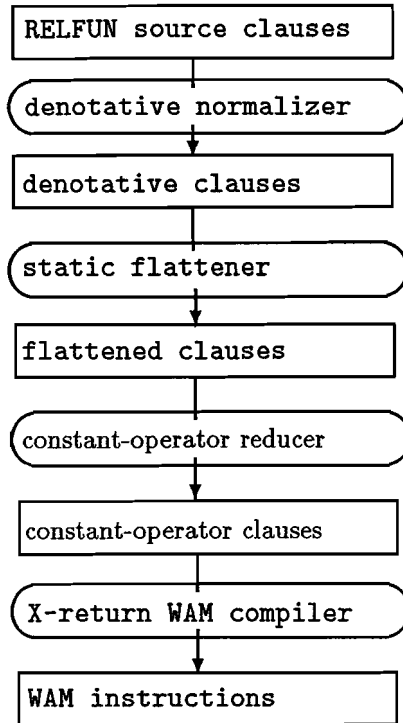 RELFUN source clauses
denotative normalizer
denotative clauses
static flattener
flattened clauses
constant-operator reducer
constant-operator clauses
X-return WAM compiler
WAM instructions